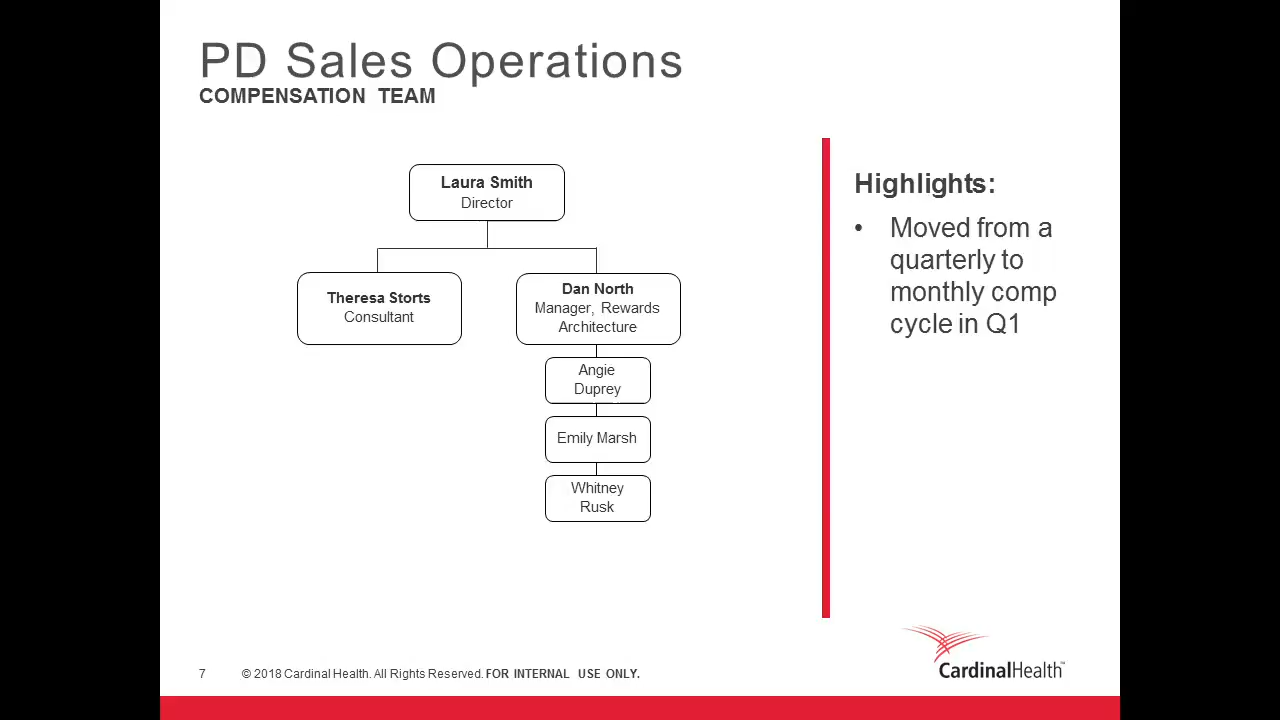 PD Sales Operations
COMPENSATION TEAM
Laura Smith
Director
Theresa Storts
Consultant
Dan North
Manager, Rewards
Architecture
Angie
Duprey
Emily Marsh
Whitney
Rusk
Highlights:
• Moved from a
quarterly to
monthly comp
cycle in Q1
7 © 2018 Cardinal Health. All Rights Reserved. FOR INTERNAL USE ONLY.
CardinalHealth™